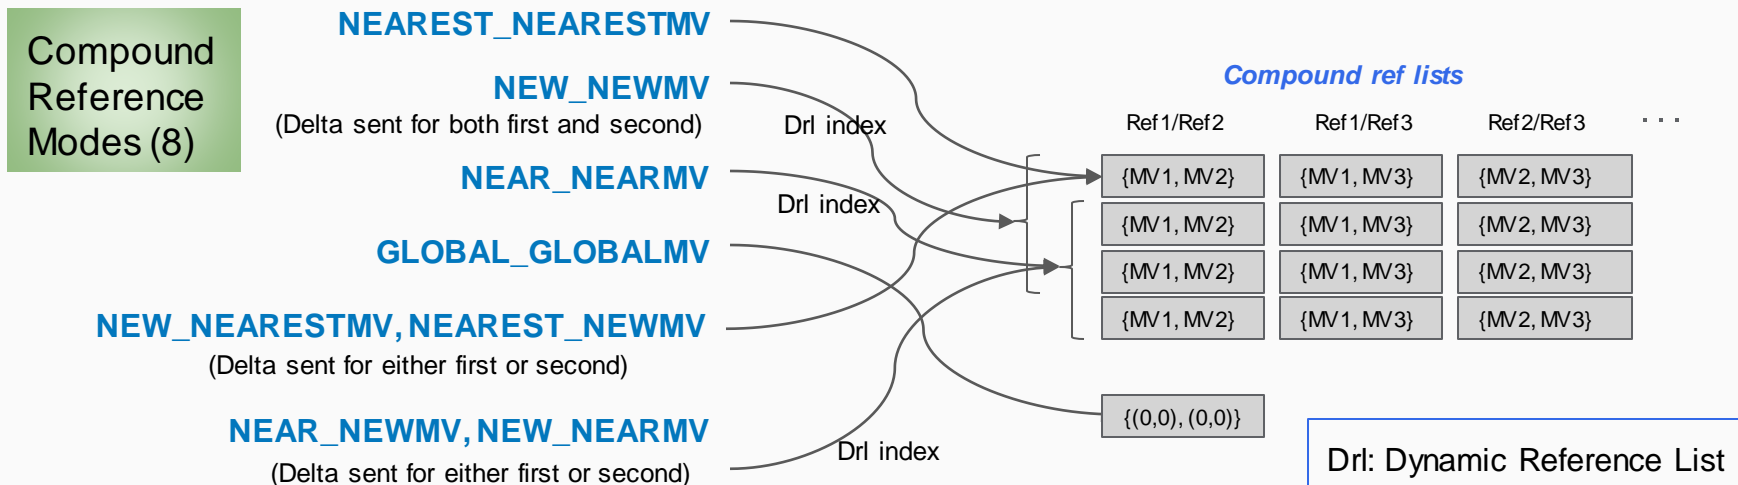 Compound
Reference
Modes (8)
NEAREST_NEARESTMV
NEW_NEWMV
(Delta sent for both first and second)
NEAR_NEARMV
GLOBAL_GLOBALMV
NEW_NEARESTMV, NEAREST_NEWMV
(Delta sent for either first or second)
NEAR_NEWMV, NEW_NEARMV
(Delta sent for either first or second)
Drl index
Drl index
Drl index
Compound ref lists
Ref1/Ref2 Ref1/Ref3 Ref2/Ref3 ...
{MV1, MV2} {MV1, MV3} {MV2, MV3}
{MV1, MV2} {MV1, MV3} {MV2, MV3}
{MV1, MV2} {MV1, MV3} {MV2, MV3}
{MV1, MV2} {MV1, MV3} {MV2, MV3}
{(0,0), (0,0)}
Drl: Dynamic Reference List